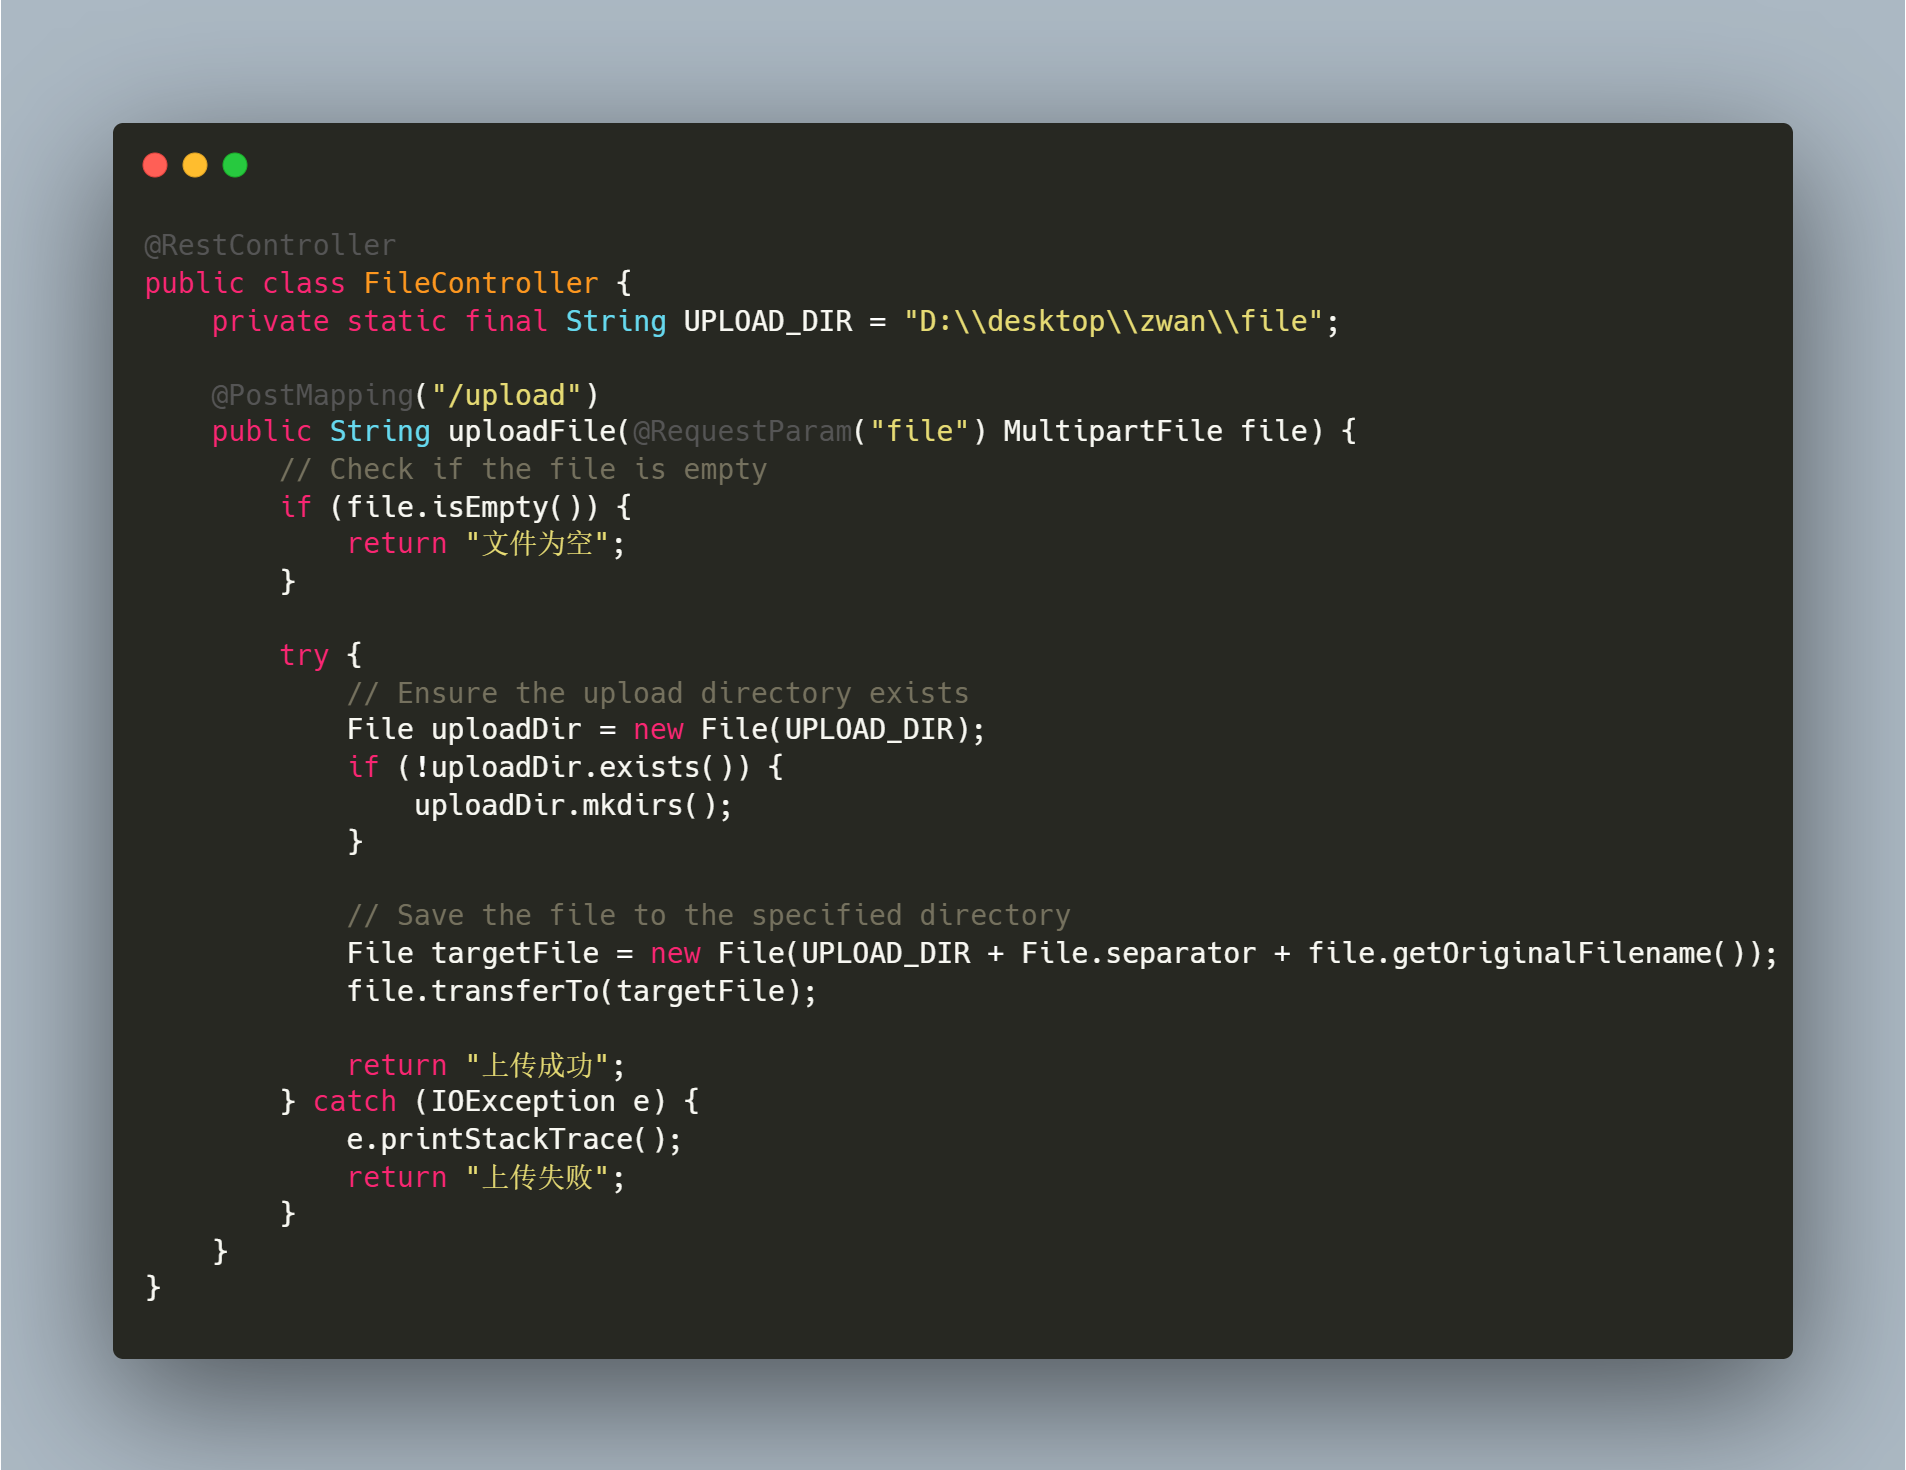 @RestController
public class FileController {
    private static final String UPLOAD_DIR = "D:\\desktop\\zwan\\file";
    @PostMapping("/upload")
    public String uploadFile(@RequestParam("file") MultipartFile file) {
        // Check if the file is empty
        if (file.isEmpty()) {
            return "文件为空";
        }
        try {
            // Ensure the upload directory exists
            File uploadDir = new File(UPLOAD_DIR);
            if (!uploadDir.exists()) {
                uploadDir.mkdirs();
            }
            // Save the file to the specified directory
            File targetFile = new File(UPLOAD_DIR + File.separator + file.getOriginalFilename());
            file.transferTo(targetFile);
            return "上传成功";
        } catch (IOException e) {
            e.printStackTrace();
            return "上传失败";
        }
    }
}